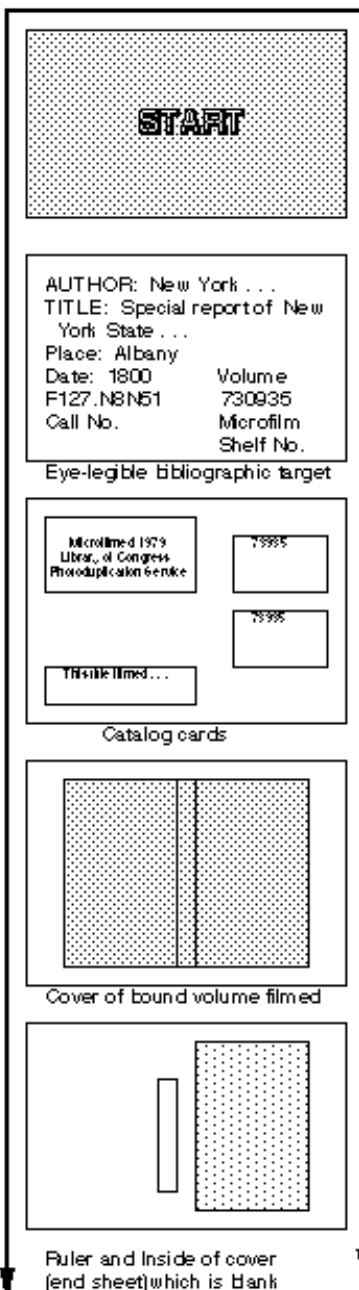 START
AUTHOR: New York . . .
TITLE: Special report of New
York State . . .
Place: Albany
Date: 1800 Volume
F127.N8N51 730935
Call No. Microfilm
Shelf No.
Eye-legible bibliographic target
Microfilmed 1979
Library of Congress
Photoduplication Service
73935
73935
This title filmed . . .
Catalog cards
Cover of bound volume filmed
Ruler and Inside of cover
(end sheet) which is blank